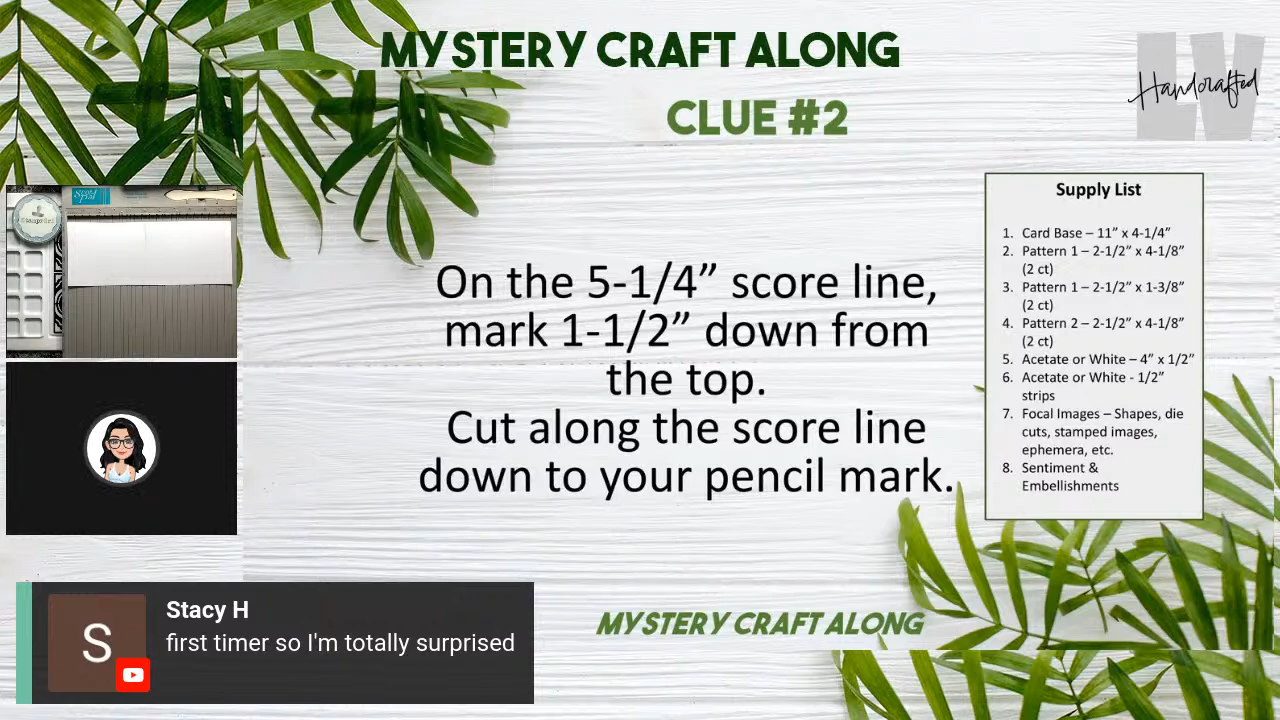 MYSTERY CRAFT ALONG
CLUE #2
LV
Handcrafted
On the 5-1/4” score line,
mark 1-1/2” down from
the top.
Cut along the score line
down to your pencil mark.
Supply List
1. Card Base – 11” x 4-1/4”
2. Pattern 1 – 2-1/2” x 4-1/8”
(2 ct)
3. Pattern 1 – 2-1/2” x 1-3/8”
(2 ct)
4. Pattern 2 – 2-1/2” x 4-1/8”
(2 ct)
5. Acetate or White – 4” x 1/2”
6. Acetate or White - 1/2”
strips
7. Focal Images – Shapes, die
cuts, stamped images,
ephemera, etc.
8. Sentiment &
Embellishments
MYSTERY CRAFT ALONG
S
Stacy H
first timer so I'm totally surprised